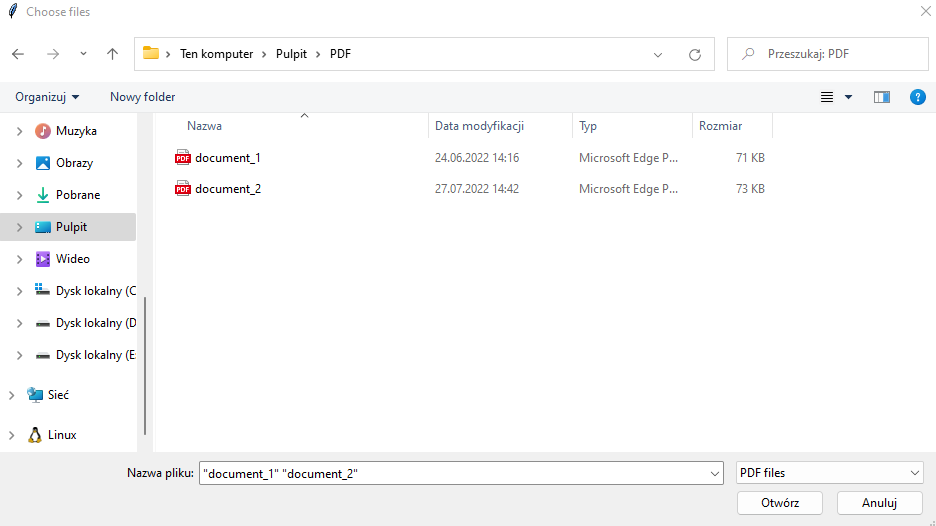 Choose files
Ten komputer > Pulpit > PDF
Przeszukaj: PDF
Organizuj
Nowy folder
Nazwa Data modyfikacji Typ Rozmiar
PDF document_1 24.06.2022 14:16 Microsoft Edge P... 71 KB
PDF document_2 27.07.2022 14:42 Microsoft Edge P... 73 KB
Muzyka
Obrazy
Pobrane
Pulpit
Wideo
Dysk lokalny (C
Dysk lokalny (D
Dysk lokalny (E
Sieć
Linux
Nazwa pliku: "document_1" "document_2" PDF files
Otwórz Anuluj